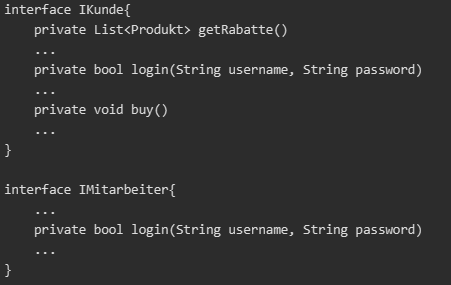 interface IKunde{
    private List<Produkt> getRabatte()
    ...
    private bool login(String username, String password)
    ...
    private void buy()
    ...
}

interface IMitarbeiter{
    ...
    private bool login(String username, String password)
    ...
}